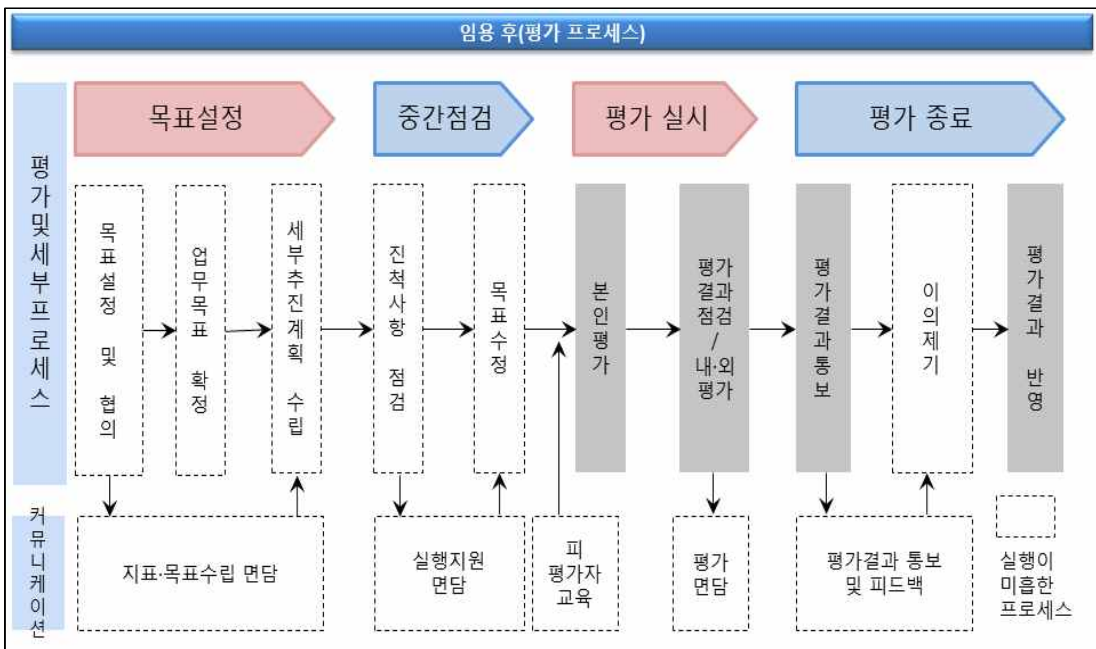 임용 후(평가 프로세스)
평가및세부프로세스
목표설정
중간점검
평가 실시
평가 종료
목표설정 및 협의
업무목표 확정
세부추진계획 수립
진척사항 점검
목표수정
본인평가
평가
결과
점검
/
내·외
평가
평가결과통보
이의제기
평가결과 반영
커뮤니케이션
지표·목표수립 면담
실행지원
면담
피
평가자
교육
평가
면담
평가결과 통보
및 피드백
실행이
미흡한
프로세스